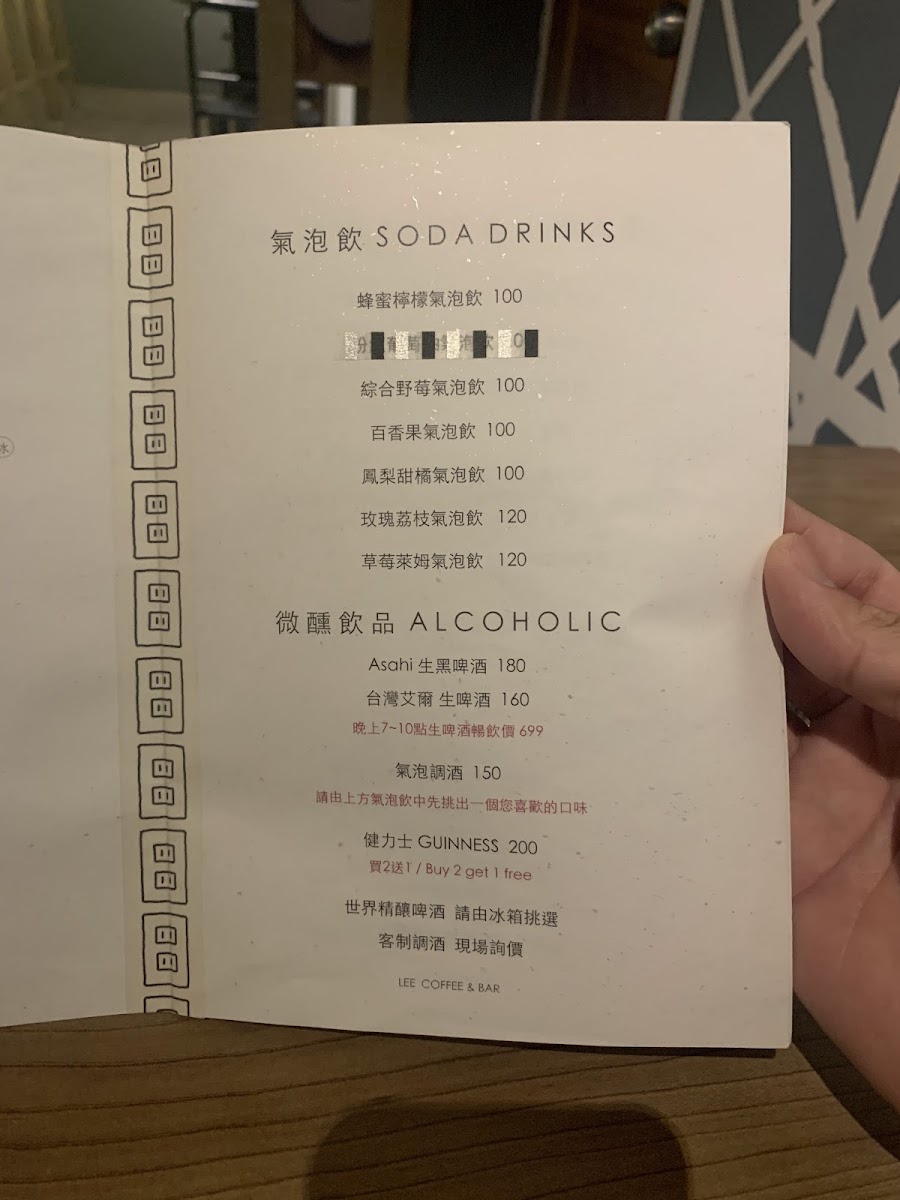 氣泡飲 SODA DRINKS
蜂蜜檸檬氣泡飲 100
綜合野莓氣泡飲 100
百香果氣泡飲 100
鳳梨甜橘氣泡飲 100
玫瑰荔枝氣泡飲 120
草莓萊姆氣泡飲 120
微醺飲品 ALCOHOLIC
Asahi 生黑啤酒 180
台灣艾爾 生啤酒 160
晚上7~10點生啤酒暢飲價 699
氣泡調酒 150
請由上方氣泡飲中先挑出一個您喜歡的口味
健力士 GUINNESS 200
買2送1 / Buy 2 get 1 free
世界精釀啤酒 請由冰箱挑選
客制調酒 現場詢價
LEE COFFEE & BAR